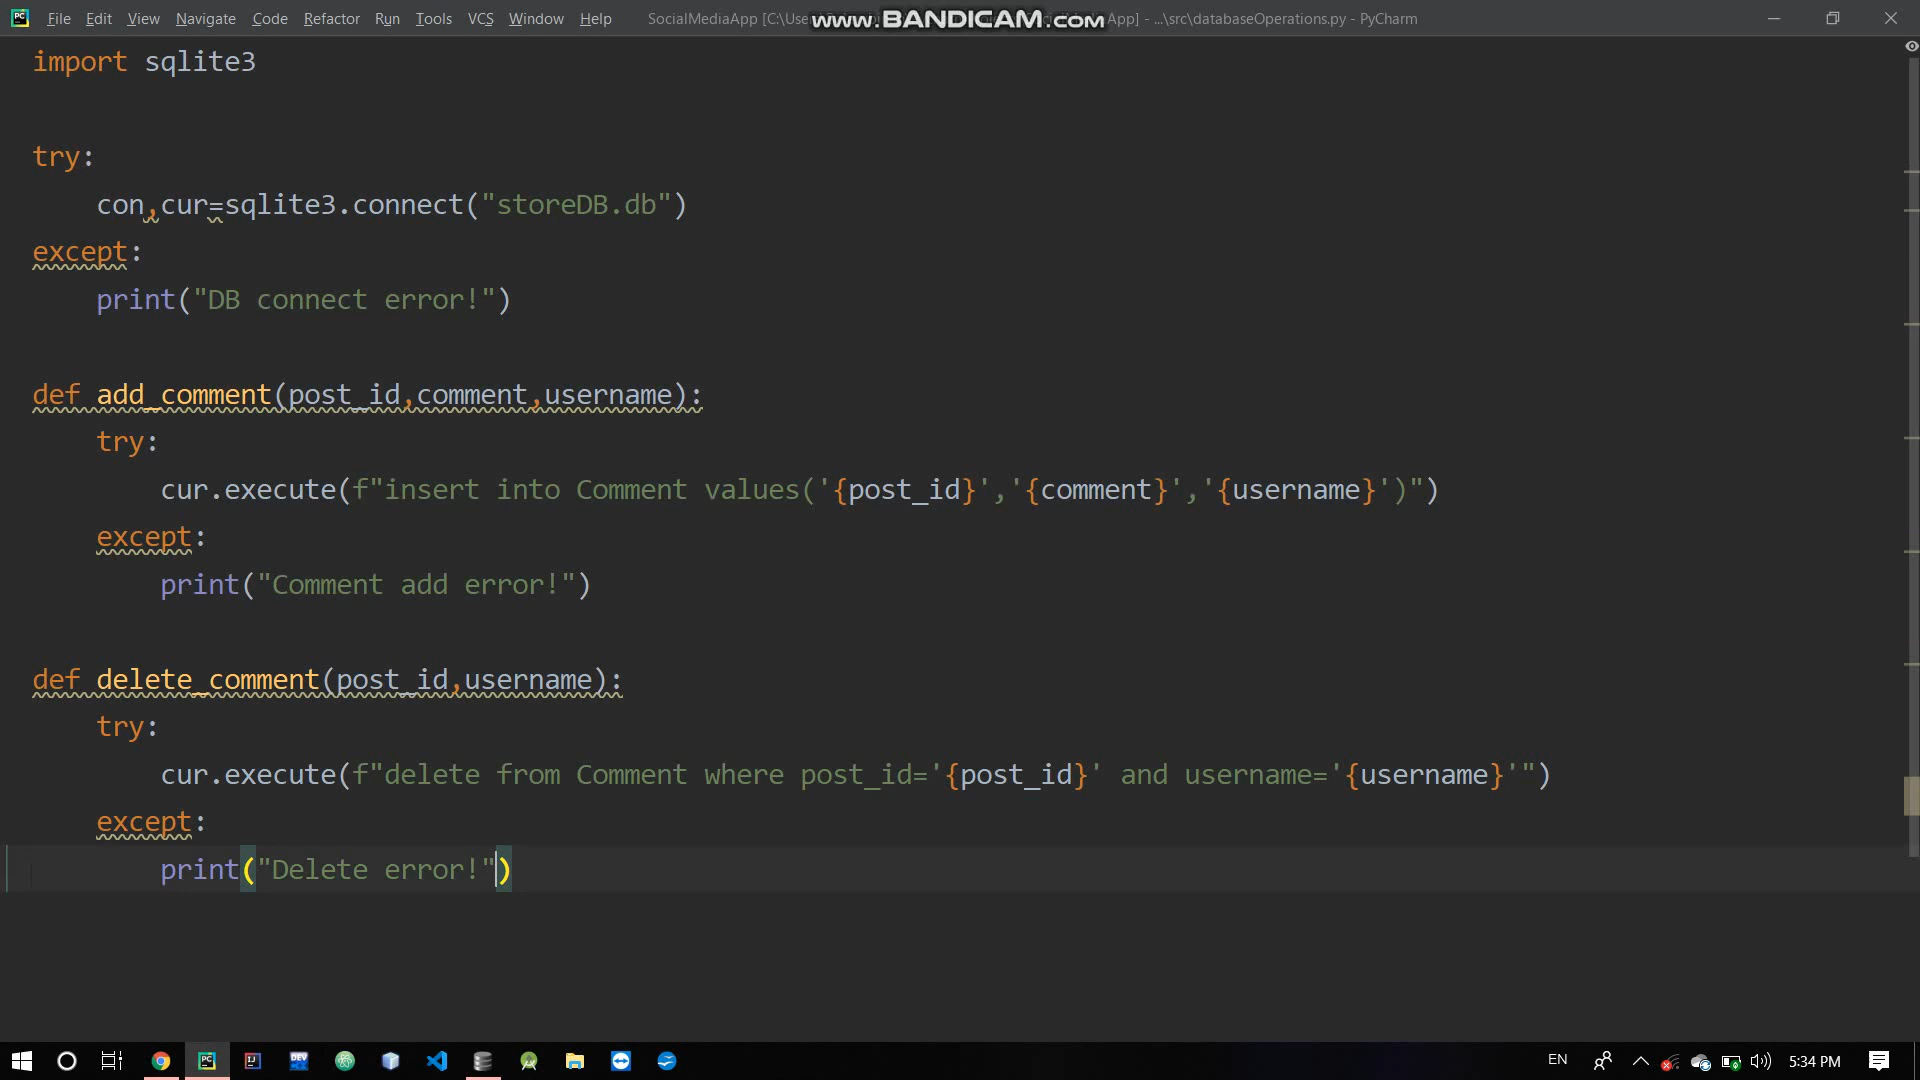 File Edit View Navigate Code Refactor Run Tools VCS Window Help SocialMediaApp [C:\User App] - ...\src\databaseOperations.py - PyCharm
www.BANDICAM.com
import sqlite3
try:
con,cur=sqlite3.connect("storeDB.db")
except:
print("DB connect error!")
def add_comment(post_id,comment,username):
try:
cur.execute(f"insert into Comment values('{post_id}','{comment}','{username}')")
except:
print("Comment add error!")
def delete_comment(post_id,username):
try:
cur.execute(f"delete from Comment where post_id='{post_id}' and username='{username}'")
except:
print("Delete error!")
EN 5:34 PM